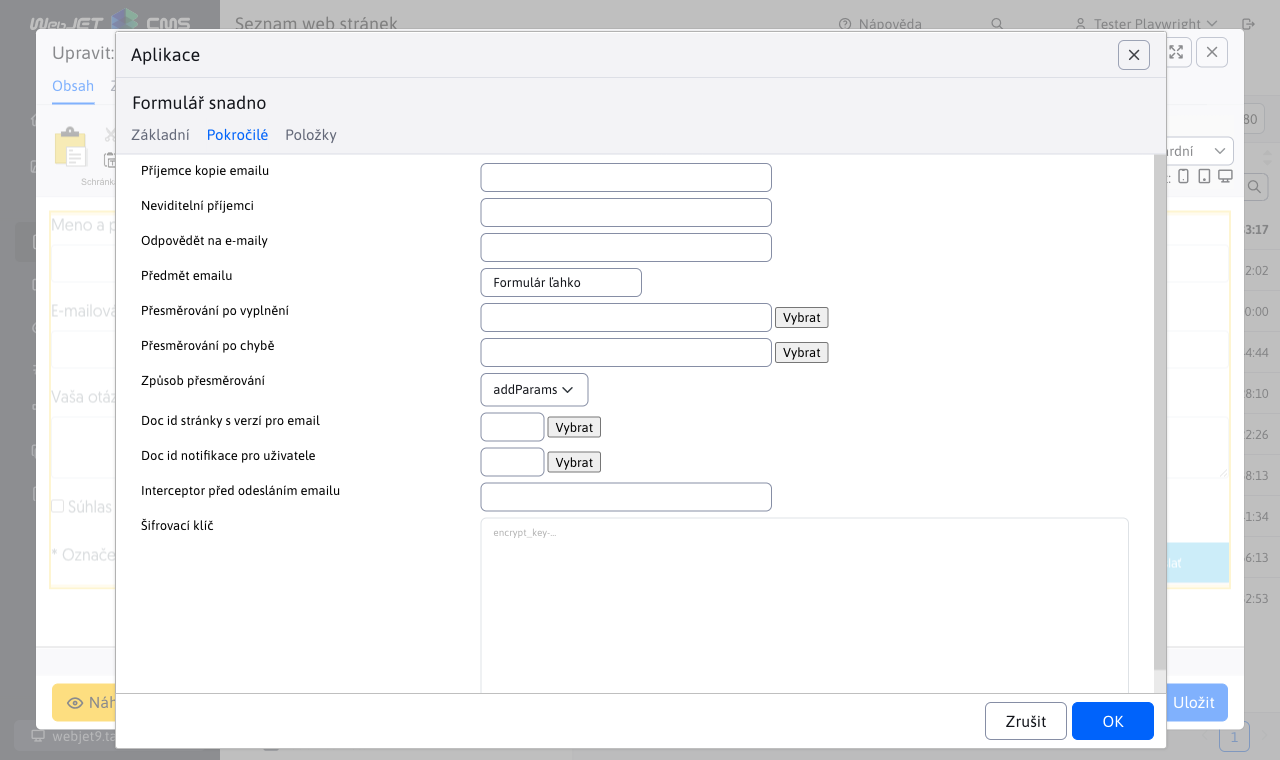 WebJET CMS
Seznam web stránek
Nápověda
Tester Playwright
Upravit:
Aplikace
Formulář snadno
Obsah
Základní
Pokročilé
Položky
80
Schránka
Příjemce kopie emailu
Neviditelní příjemci
Odpovědět na e-maily
Předmět emailu
Formulár ľahko
Přesměrování po vyplnění
Vybrat
Přesměrování po chybě
Vybrat
Způsob přesměrování
addParams
Doc id stránky s verzí pro email
Vybrat
Doc id notifikace pro uživatele
Vybrat
Interceptor před odesláním emailu
Šifrovací klíč
encrypt_key-...
Meno a p
E-mailová
Vaša otáz
Súhlas
* Označe
3:17
2:02
0:00
4:44
8:10
2:26
8:13
1:34
6:13
2:53
Zrušit
OK
Uložit
webjet9.ta
1